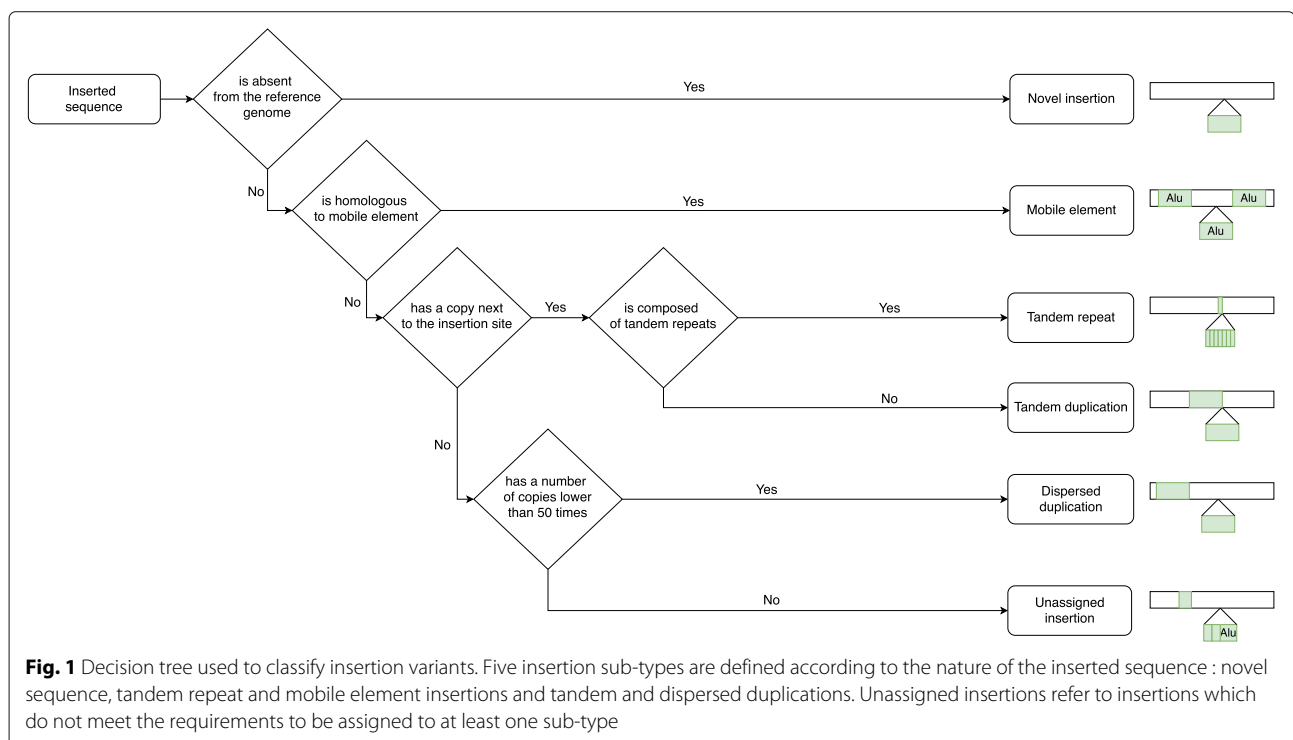 Inserted
sequence
is absent
from the reference
genome
Yes
Novel insertion
No
is homologous
to mobile element
Yes
Mobile element
Alu
Alu
Alu
No
has a copy next
to the insertion site
Yes
is composed
of tandem repeats
Yes
Tandem repeat
No
Tandem duplication
No
has a number
of copies lower
than 50 times
Yes
Dispersed
duplication
No
Unassigned
insertion
Alu
Fig. 1 Decision tree used to classify insertion variants. Five insertion sub-types are defined according to the nature of the inserted sequence : novel
sequence, tandem repeat and mobile element insertions and tandem and dispersed duplications. Unassigned insertions refer to insertions which
do not meet the requirements to be assigned to at least one sub-type